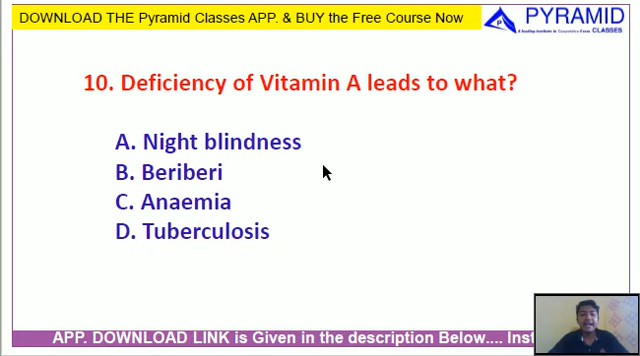 DOWNLOAD THE Pyramid Classes APP. & BUY the Free Course Now
PYRAMID
CLASSES
10. Deficiency of Vitamin A leads to what?
A. Night blindness
B. Beriberi
C. Anaemia
D. Tuberculosis
APP. DOWNLOAD LINK is Given in the description Below.... Inst